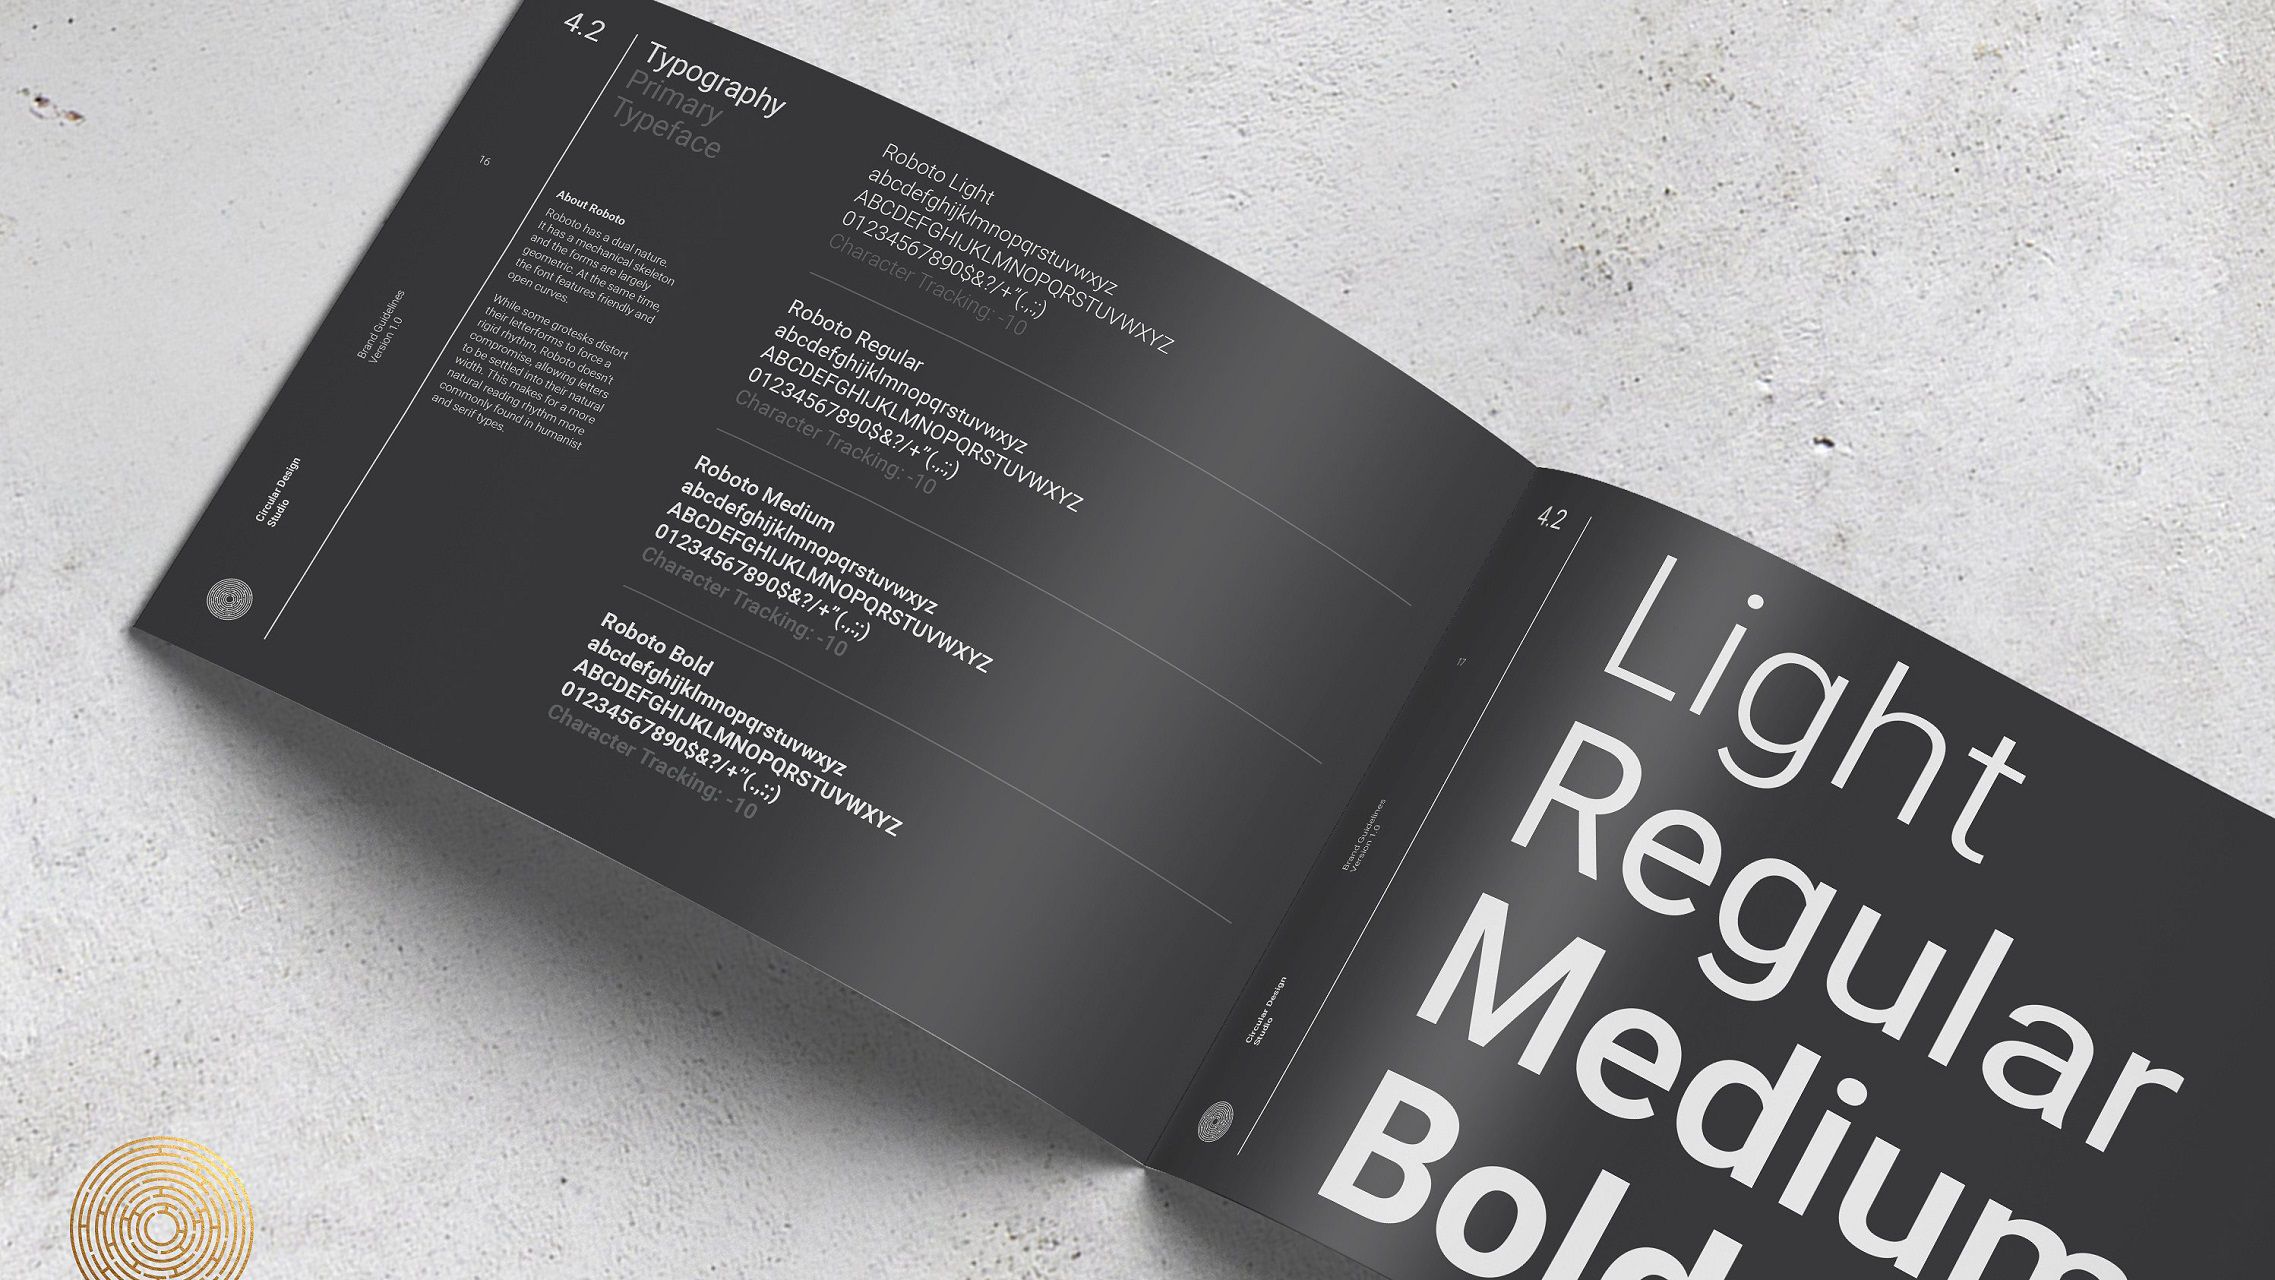 4.2
Typography
Primary
Typeface
16
About Roboto
Roboto has a dual nature.
It has a mechanical skeleton
and the forms are largely
geometric. At the same time,
the font features friendly and
open curves.
While some grotesks distort
their letterforms to force a
rigid rhythm, Roboto doesn't
compromise, allowing letters
to be settled into their natural
width. This makes for a more
natural reading rhythm more
commonly found in humanist
and serif types.
Brand Guidelines
Version 1.0
Circular Design
Studio
Roboto Light
abcdefghijklmnopqrstuvwxyz
ABCDEFGHIJKLMNOPQRSTUVWXYZ
01234567890$&?/+"(.,:;)
Character Tracking: -10
Roboto Regular
abcdefghijklmnopqrstuvwxyz
ABCDEFGHIJKLMNOPQRSTUVWXYZ
01234567890$&?/+"(.,:;)
Character Tracking: -10
Roboto Medium
abcdefghijklmnopqrstuvwxyz
ABCDEFGHIJKLMNOPQRSTUVWXYZ
01234567890$&?/+"(.,:;)
Character Tracking: -10
Roboto Bold
abcdefghijklmnopqrstuvwxyz
ABCDEFGHIJKLMNOPQRSTUVWXYZ
01234567890$&?/+"(.,:;)
Character Tracking: -10
4.2
17
Brand Guidelines
Version 1.0
Circular Design
Studio
Light
Regular
Medium
Bold